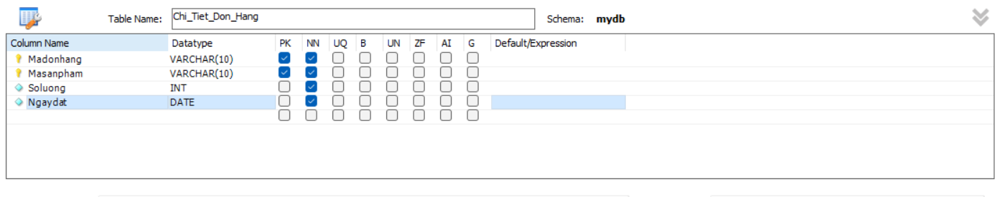 Table Name: Chi_Tiet_Don_Hang Schema: mydb
Column Name Datatype PK NN UQ B UN ZF AI G Default/Expression
Madonhang VARCHAR(10)
Masanpham VARCHAR(10)
Soluong INT
Ngaydat DATE